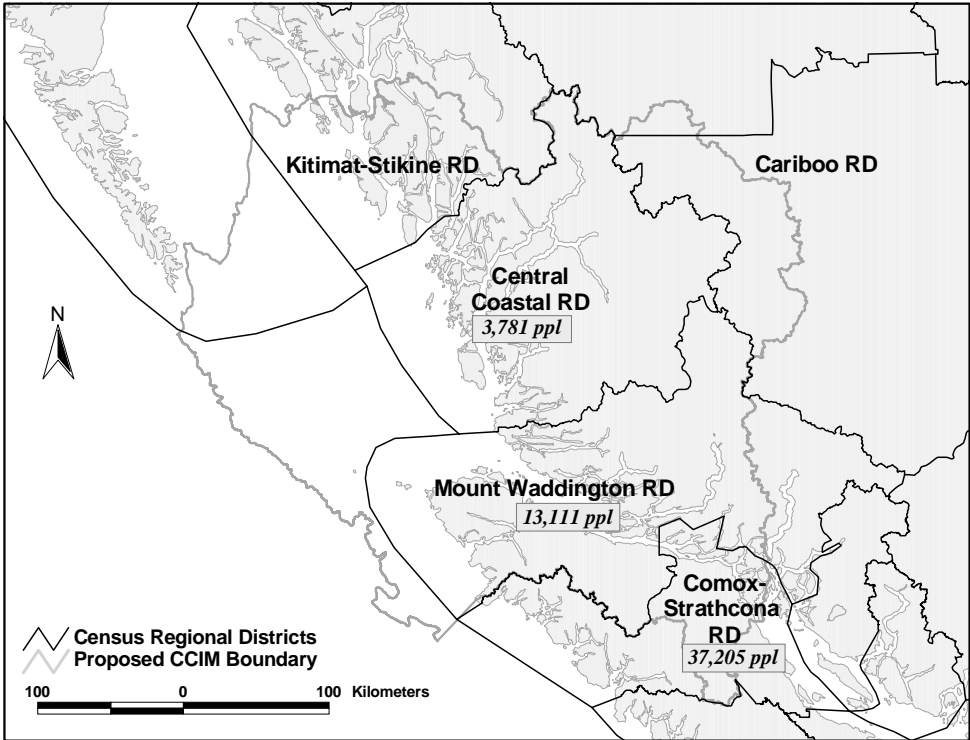 Kitimat-Stikine RD
Cariboo RD
Central
Coastal RD
3,781 ppl
N
Mount Waddington RD
13,111 ppl
Comox-
Strathcona
RD
37,205 ppl
Census Regional Districts
Proposed CCIM Boundary
100 0 100 Kilometers